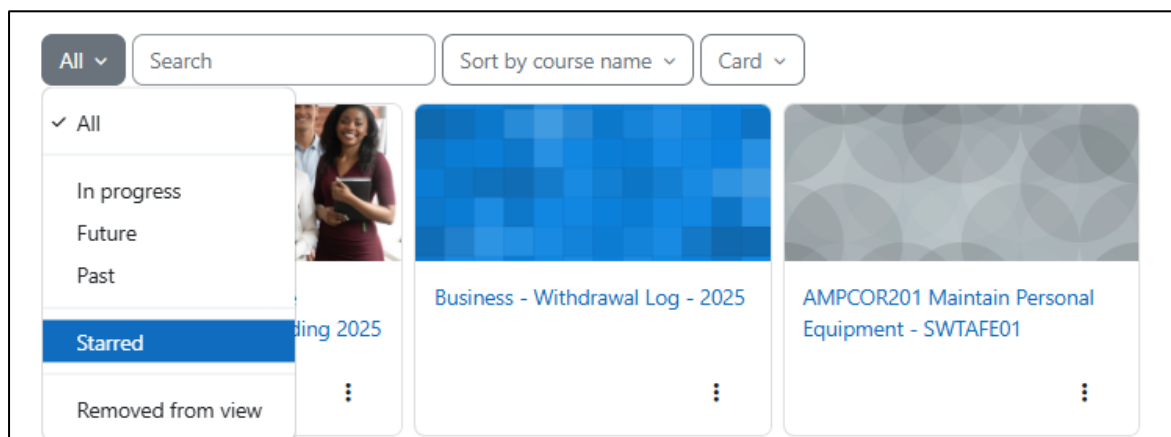 All
Search
Sort by course name
Card
All
In progress
Future
Past
Starred
Removed from view
ding 2025
Business - Withdrawal Log - 2025
AMPCOR201 Maintain Personal
Equipment - SWTAFE01